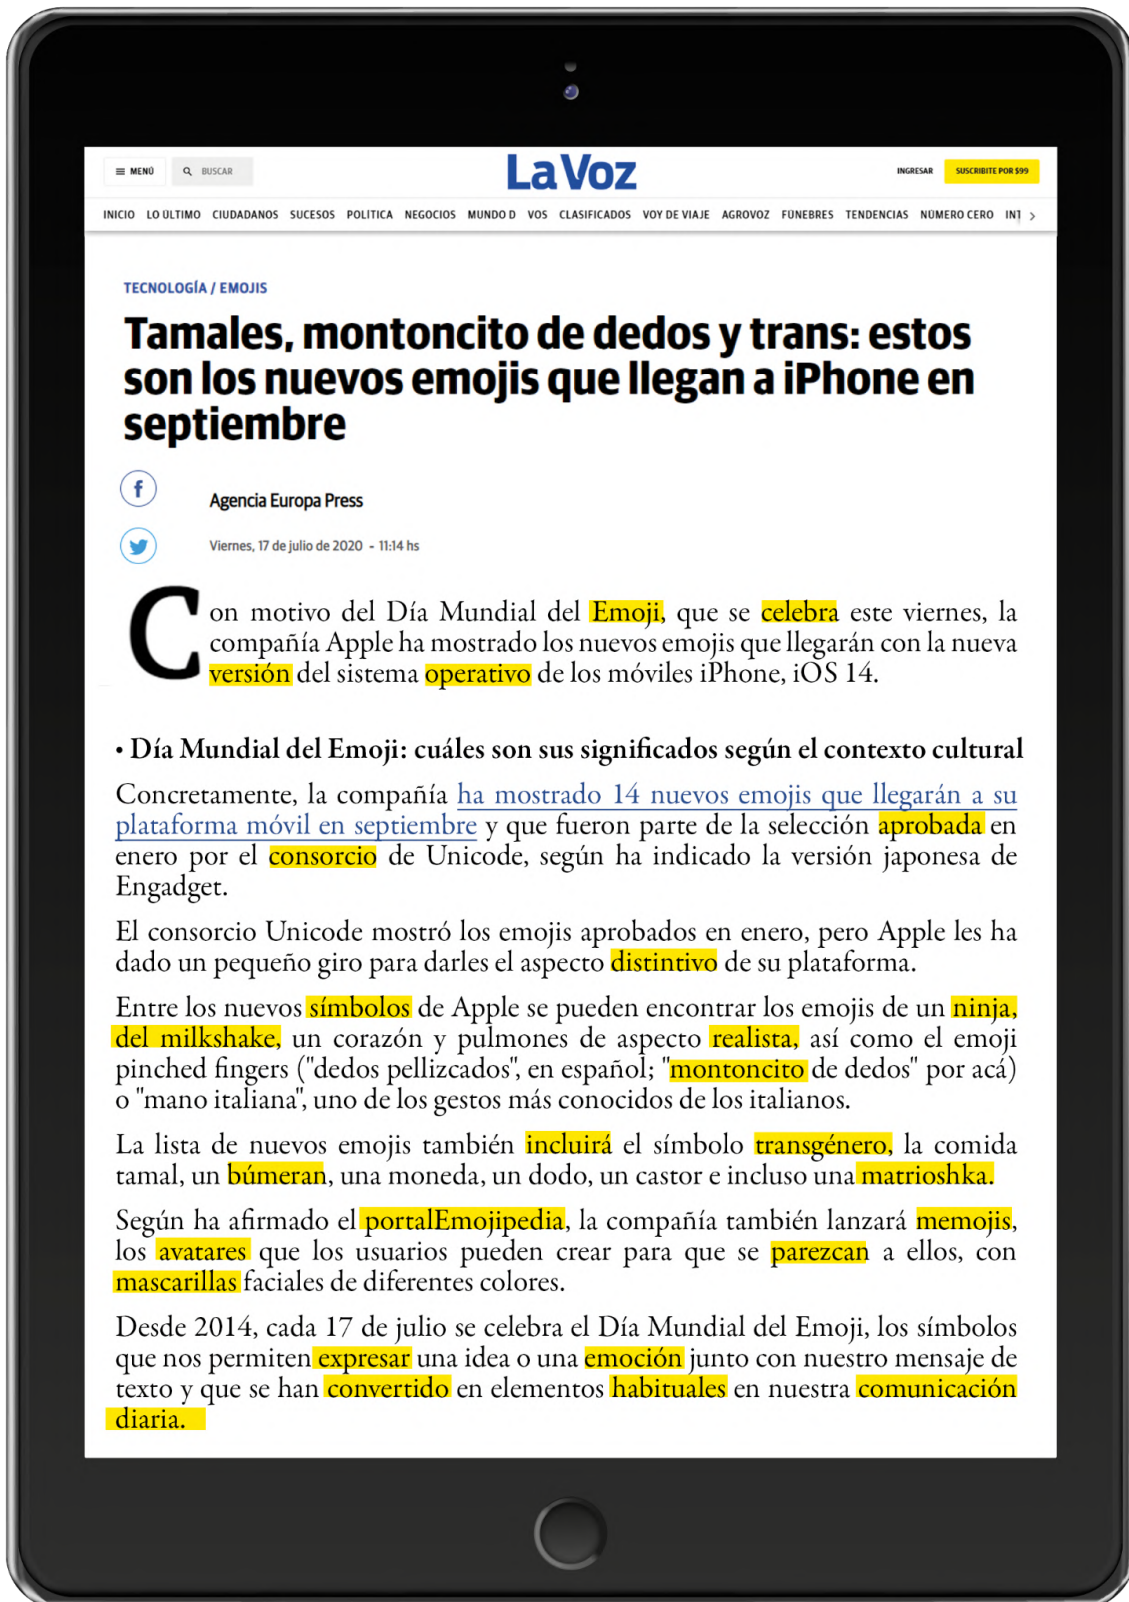 MENÚ
BUSCAR
La Voz
INGRESAR
SUSCRIBITE POR $99
INICIO LO ÚLTIMO CIUDADANOS SUCESOS POLÍTICA NEGOCIOS MUNDO D VOS CLASIFICADOS VOY DE VIAJE AGROVOZ FÚNEBRES TENDENCIAS NÚMERO CERO INT
TECNOLOGÍA / EMOJIS
Tamales, montoncito de dedos y trans: estos
son los nuevos emojis que llegan a iPhone en
septiembre
Agencia Europa Press
Viernes, 17 de julio de 2020 - 11:14 hs
Con motivo del Día Mundial del Emoji, que se celebra este viernes, la
compañía Apple ha mostrado los nuevos emojis que llegarán con la nueva
versión del sistema operativo de los móviles iPhone, iOS 14.
• Día Mundial del Emoji: cuáles son sus significados según el contexto cultural
Concretamente, la compañía ha mostrado 14 nuevos emojis que llegarán a su
plataforma móvil en septiembre y que fueron parte de la selección aprobada en
enero por el consorcio de Unicode, según ha indicado la versión japonesa de
Engadget.
El consorcio Unicode mostró los emojis aprobados en enero, pero Apple les ha
dado un pequeño giro para darles el aspecto distintivo de su plataforma.
Entre los nuevos símbolos de Apple se pueden encontrar los emojis de un ninja,
del milkshake, un corazón y pulmones de aspecto realista, así como el emoji
pinched fingers ("dedos pellizcados", en español; "montoncito de dedos" por acá)
o "mano italiana", uno de los gestos más conocidos de los italianos.
La lista de nuevos emojis también incluirá el símbolo transgénero, la comida
tamal, un búmeran, una moneda, un dodo, un castor e incluso una matrioshka.
Según ha afirmado el portalEmojipedia, la compañía también lanzará memojis,
los avatares que los usuarios pueden crear para que se parezcan a ellos, con
mascarillas faciales de diferentes colores.
Desde 2014, cada 17 de julio se celebra el Día Mundial del Emoji, los símbolos
que nos permiten expresar una idea o una emoción junto con nuestro mensaje de
texto y que se han convertido en elementos habituales en nuestra comunicación
diaria.